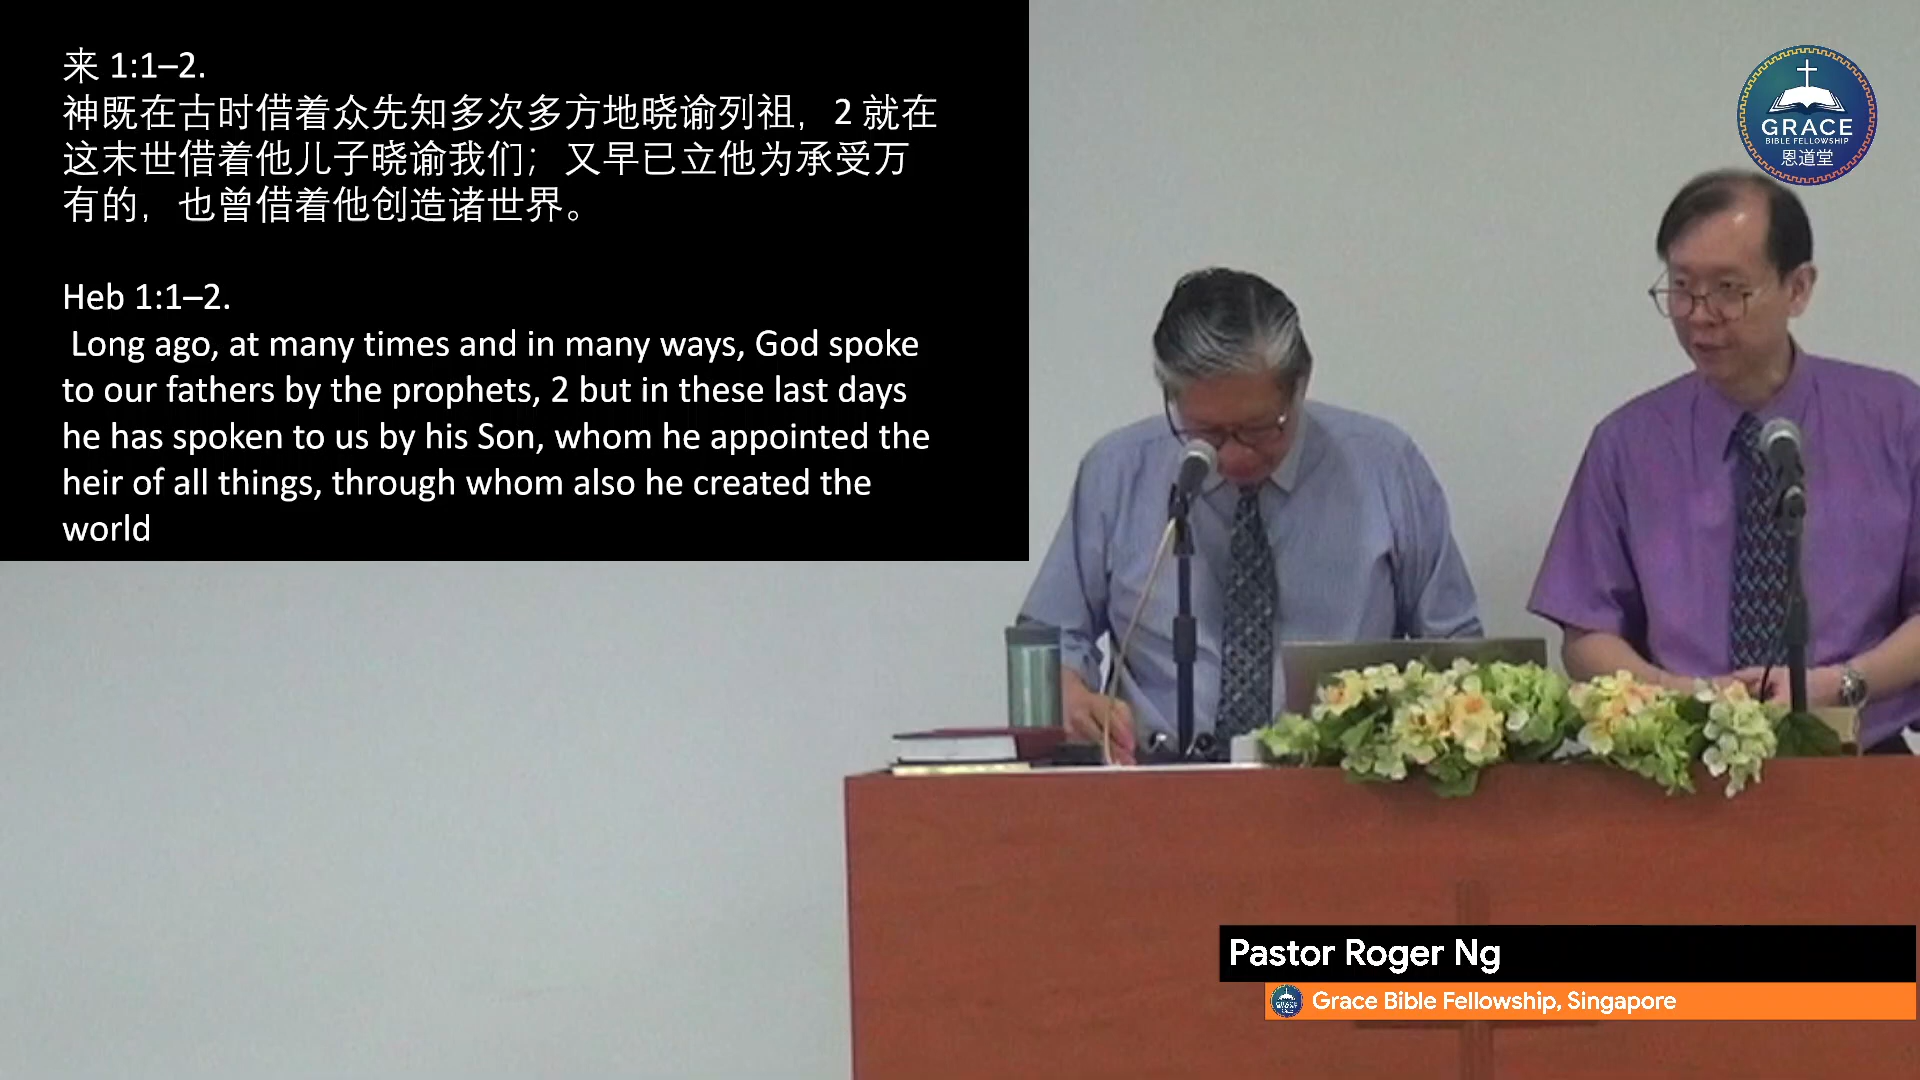 来 1:1–2.
神既在古时借着众先知多次多方地晓谕列祖，2 就在
这末世借着他儿子晓谕我们；又早已立他为承受万
有的，也曾借着他创造诸世界。
Heb 1:1–2.
Long ago, at many times and in many ways, God spoke
to our fathers by the prophets, 2 but in these last days
he has spoken to us by his Son, whom he appointed the
heir of all things, through whom also he created the
world
GRACE
BIBLE FELLOWSHIP
恩道堂
Pastor Roger Ng
Grace Bible Fellowship, Singapore